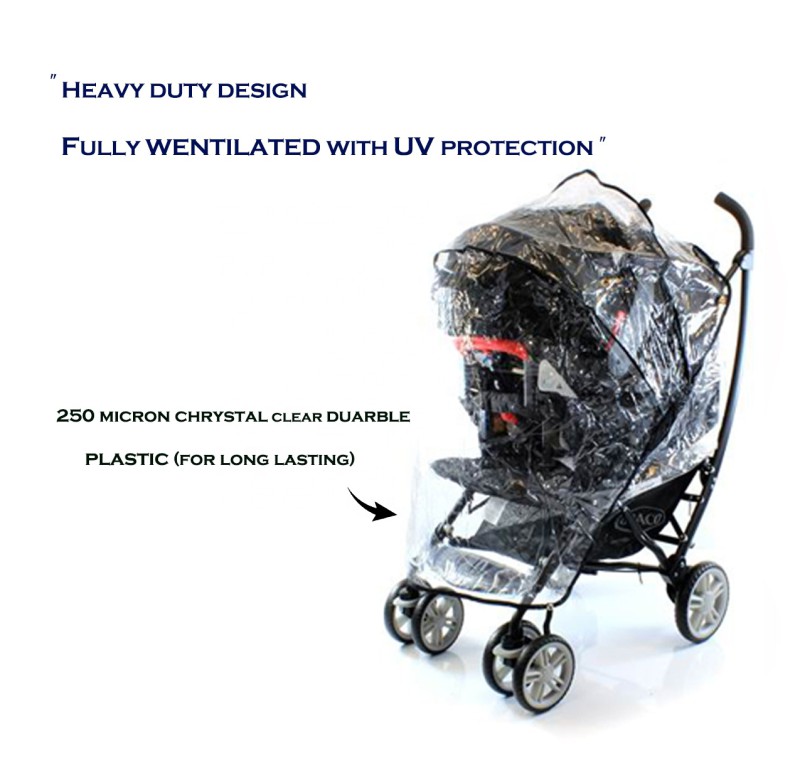 " HEAVY DUTY DESIGN
FULLY WENTILATED WITH UV PROTECTION "
250 MICRON CHRYSTAL CLEAR DUARBLE
PLASTIC (FOR LONG LASTING)